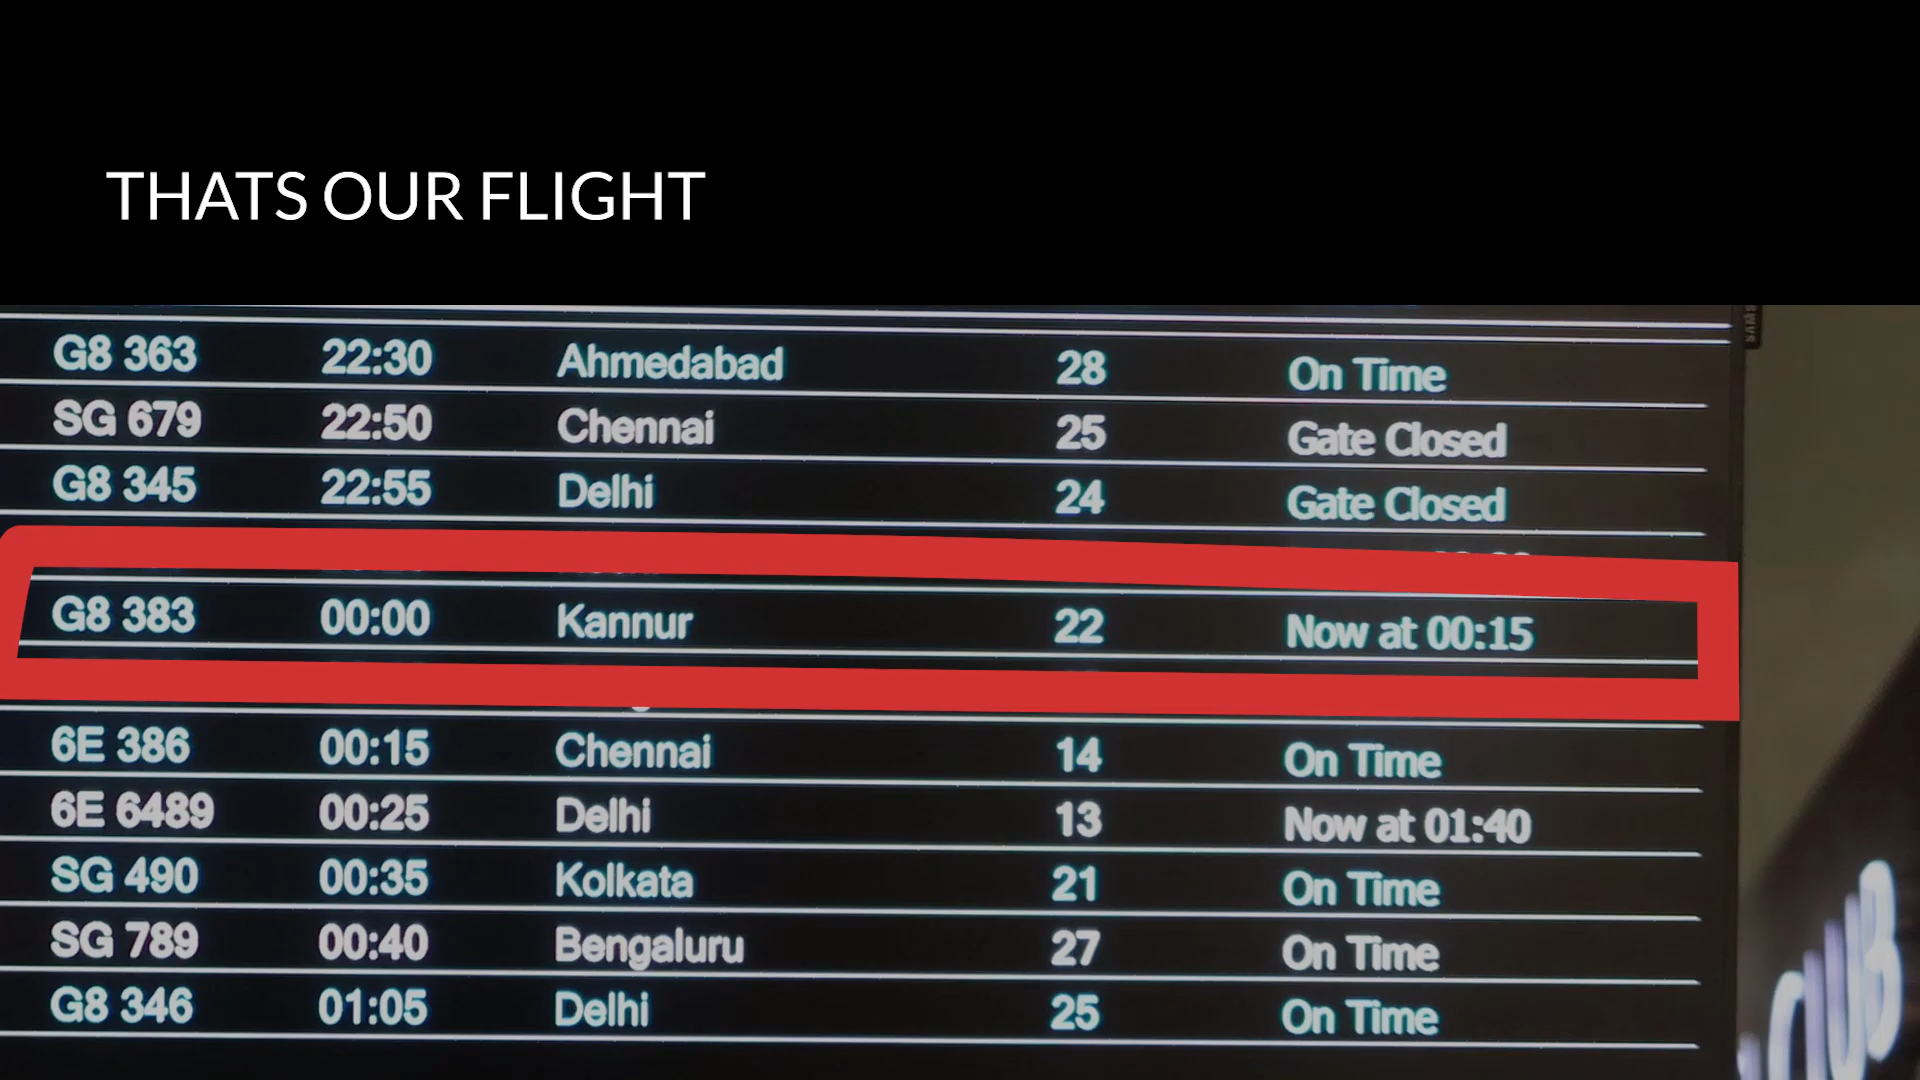 THATS OUR FLIGHT
SAMS
G8 363 22:30 Ahmedabad 28 On Time
SG 679 22:50 Chennai 25 Gate Closed
G8 345 22:55 Delhi 24 Gate Closed
G8 383 00:00 Kannur 22 Now at 00:15
6E 386 00:15 Chennai 14 On Time
6E 6489 00:25 Delhi 13 Now at 01:40
SG 490 00:35 Kolkata 21 On Time
SG 789 00:40 Bengaluru 27 On Time
G8 346 01:05 Delhi 25 On Time